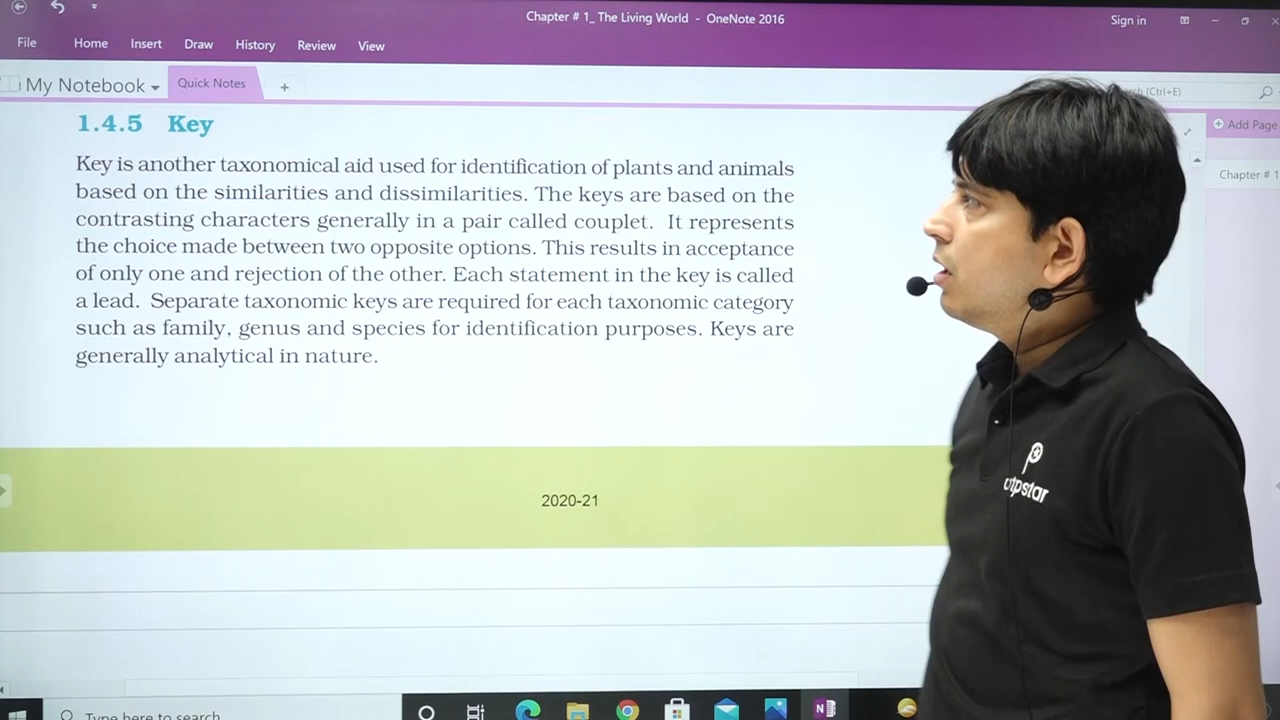 Chapter # 1_ The Living World - OneNote 2016
Sign in
File Home Insert Draw History Review View
My Notebook
Quick Notes
(Ctrl+E)
Add Page
Chapter # 1
1.4.5 Key
Key is another taxonomical aid used for identification of plants and animals
based on the similarities and dissimilarities. The keys are based on the
contrasting characters generally in a pair called couplet. It represents
the choice made between two opposite options. This results in acceptance
of only one and rejection of the other. Each statement in the key is called
a lead. Separate taxonomic keys are required for each taxonomic category
such as family, genus and species for identification purposes. Keys are
generally analytical in nature.
2020-21
Type here to search